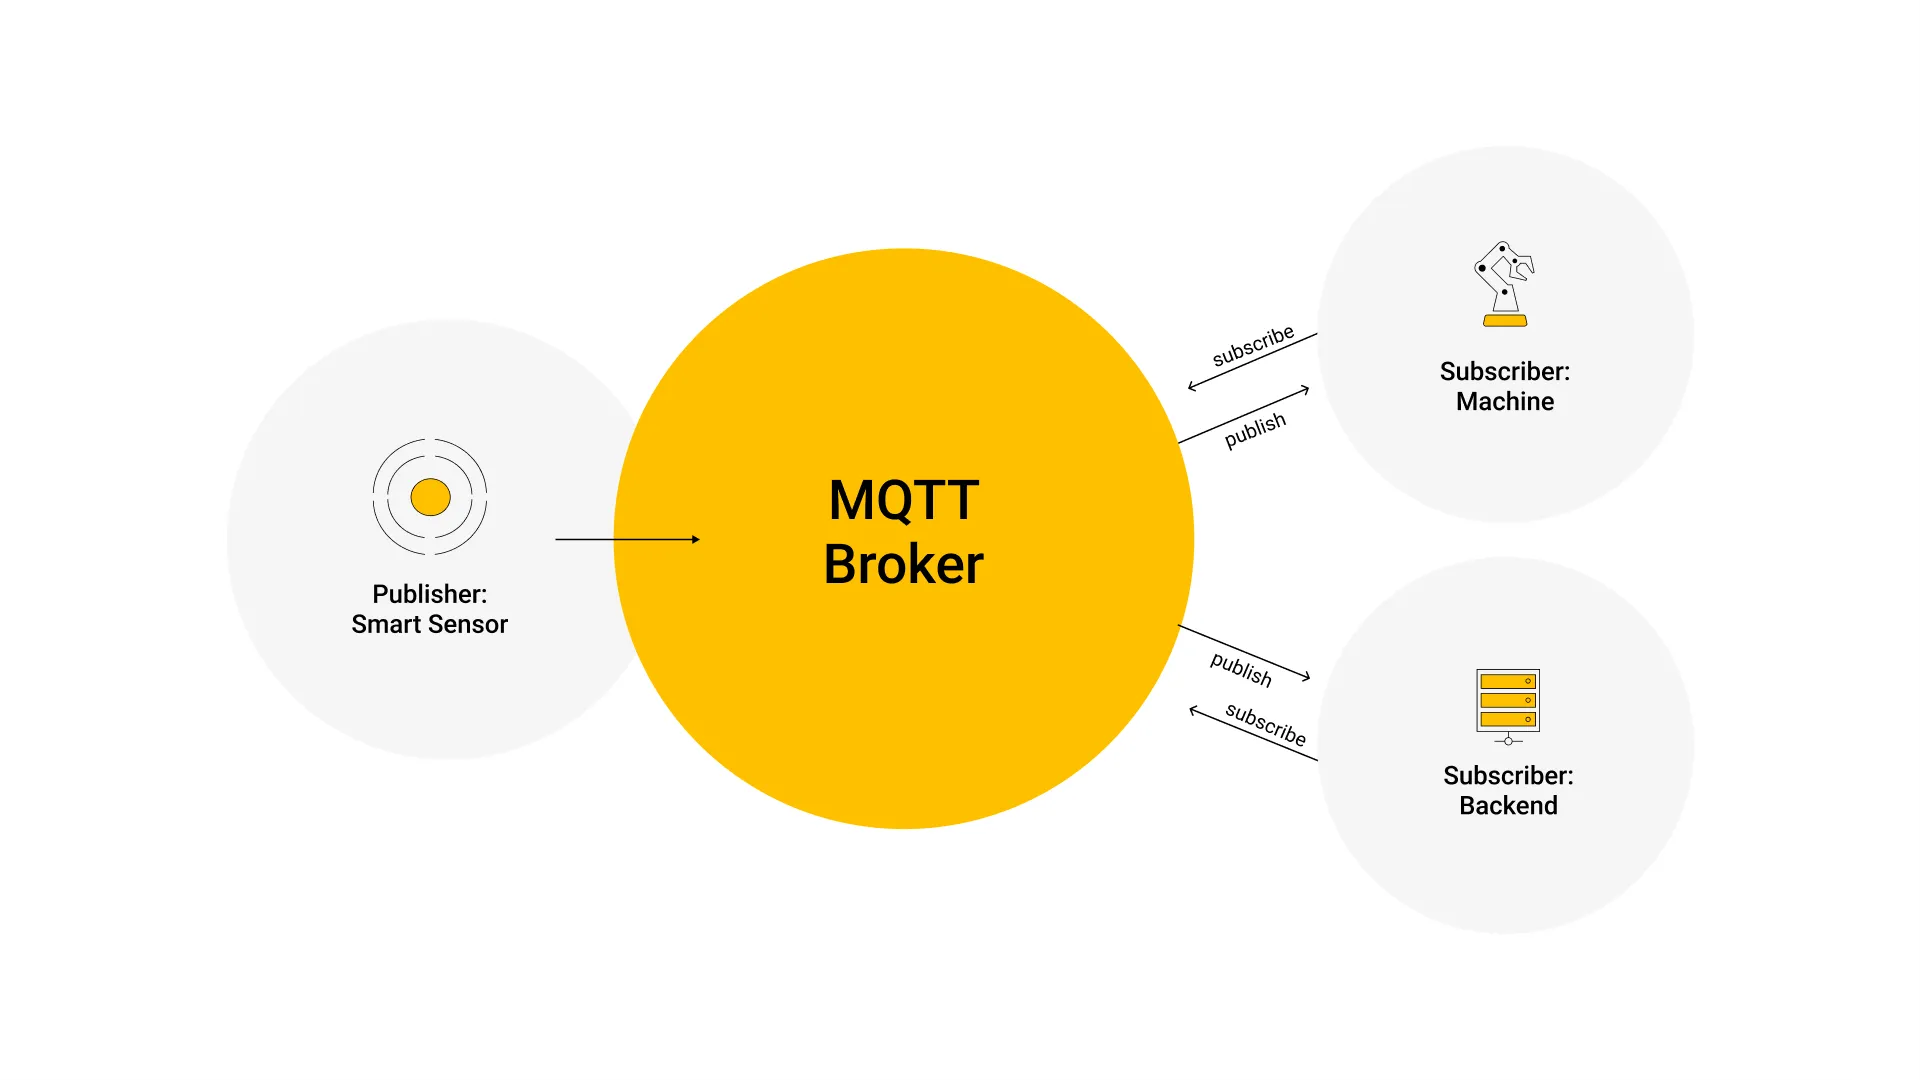 Publisher:
Smart Sensor
MQTT
Broker
subscribe
publish
publish
subscribe
Subscriber:
Machine
Subscriber:
Backend